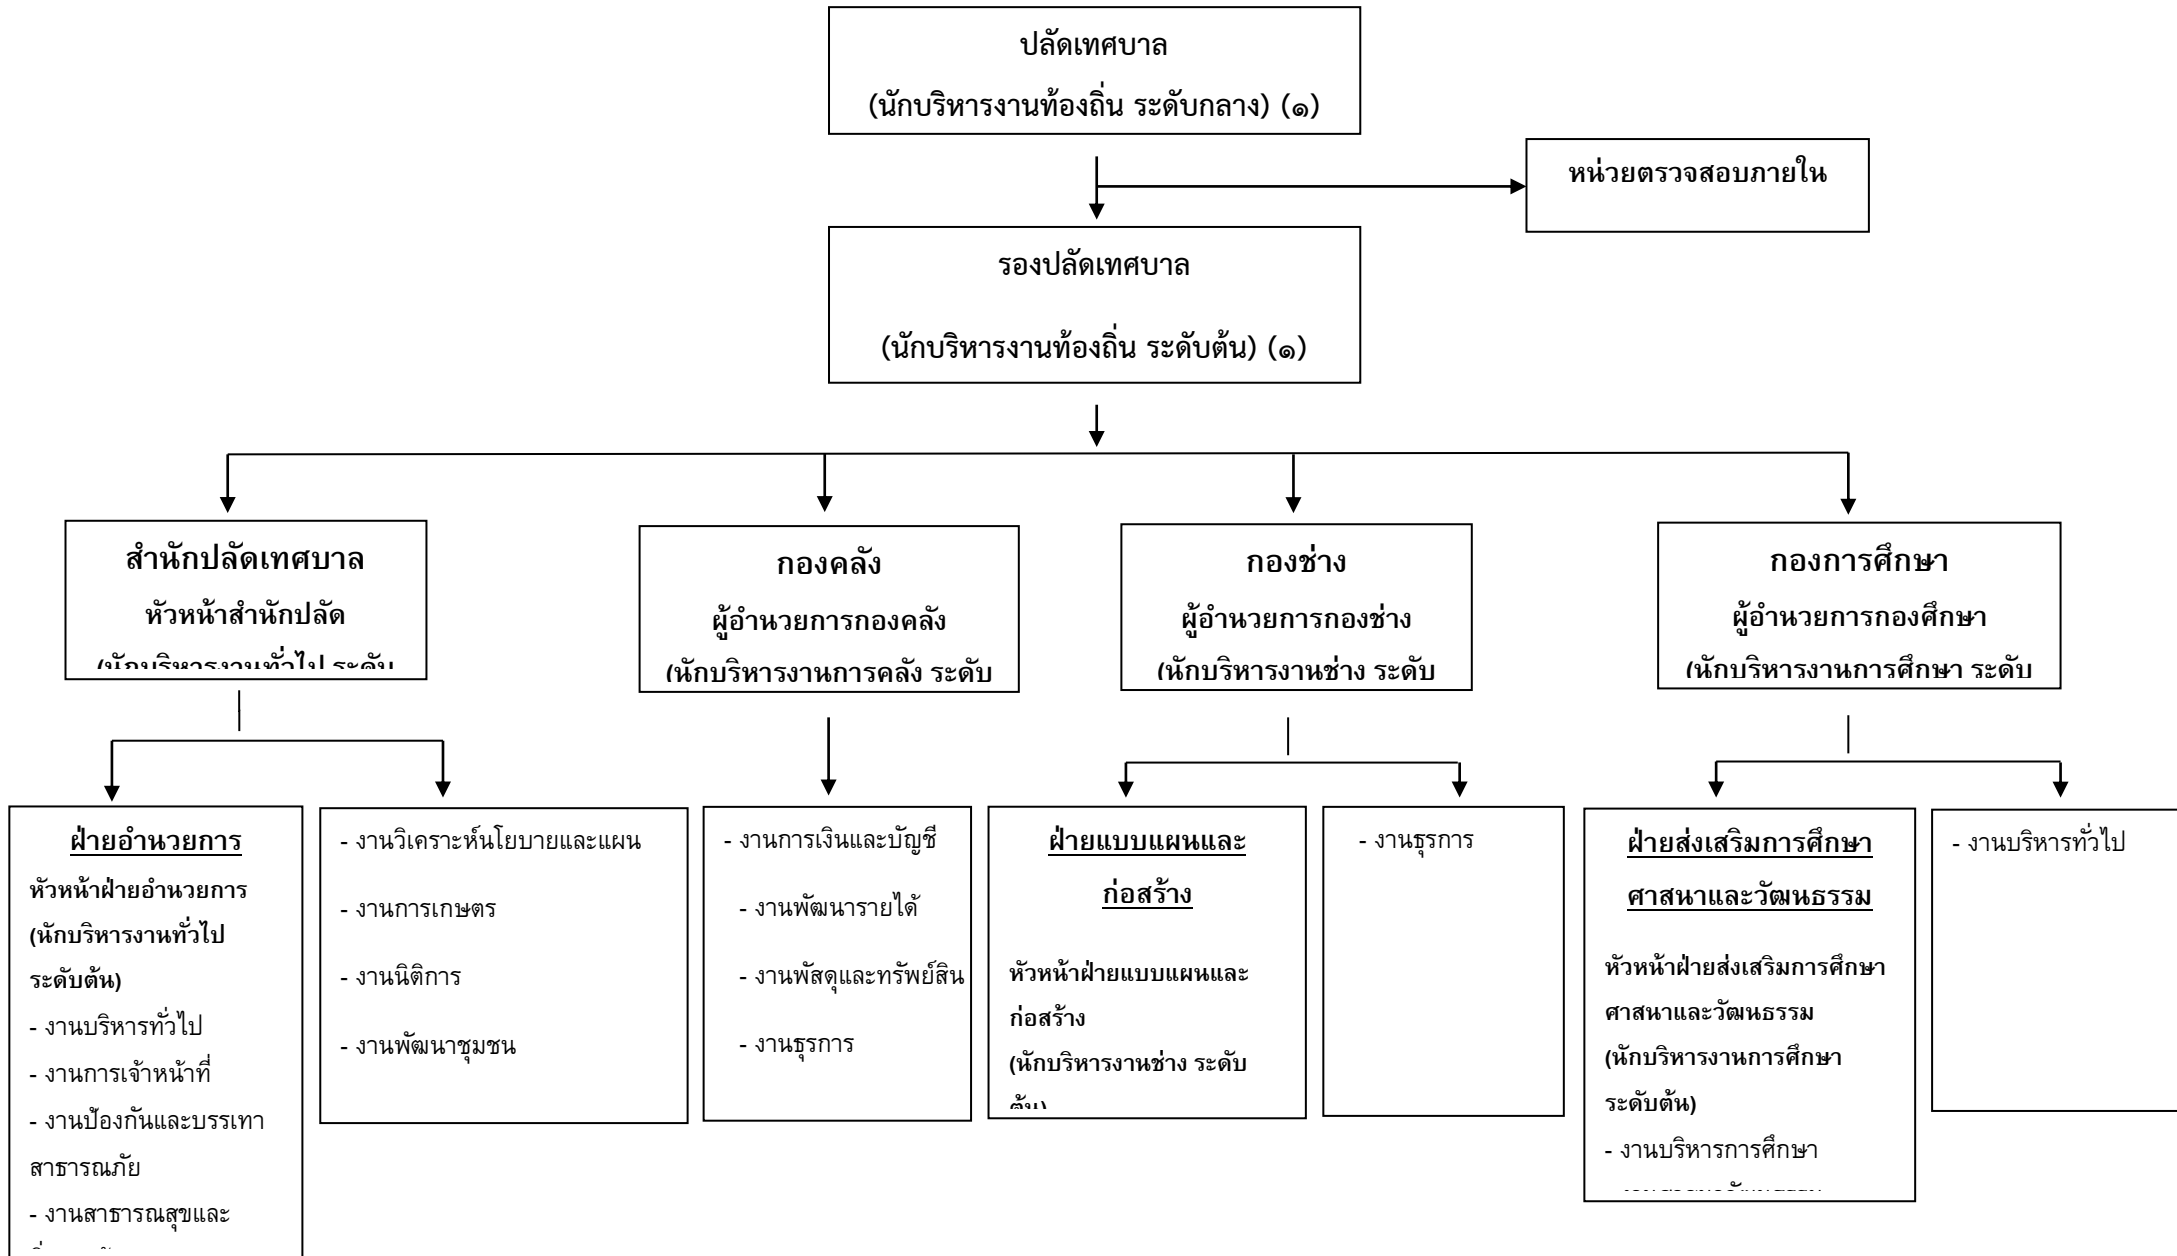 ปลัดเทศบาล
(นักบริหารงานท้องถิ่น ระดับกลาง) (๑)
หน่วยตรวจสอบภายใน
รองปลัดเทศบาล
(นักบริหารงานท้องถิ่น ระดับต้น) (๑)
สำนักปลัดเทศบาล
หัวหน้าสำนักปลัด
(นักบริหารงานทั่วไป ระดับ
กองคลัง
ผู้อำนวยการกองคลัง
(นักบริหารงานการคลัง ระดับ
กองช่าง
ผู้อำนวยการกองช่าง
(นักบริหารงานช่าง ระดับ
กองการศึกษา
ผู้อำนวยการกองศึกษา
(นักบริหารงานการศึกษา ระดับ
ฝ่ายอำนวยการ
หัวหน้าฝ่ายอำนวยการ
(นักบริหารงานทั่วไป
ระดับต้น)
- งานบริหารทั่วไป
- งานการเจ้าหน้าที่
- งานป้องกันและบรรเทา
สาธารณภัย
- งานสาธารณสุขและ
- งานวิเคราะห์นโยบายและแผน
- งานการเกษตร
- งานนิติการ
- งานพัฒนาชุมชน
- งานการเงินและบัญชี
- งานพัฒนารายได้
- งานพัสดุและทรัพย์สิน
- งานธุรการ
ฝ่ายแบบแผนและ
ก่อสร้าง
หัวหน้าฝ่ายแบบแผนและ
ก่อสร้าง
(นักบริหารงานช่าง ระดับ
ต้น)
- งานธุรการ
ฝ่ายส่งเสริมการศึกษา
ศาสนาและวัฒนธรรม
หัวหน้าฝ่ายส่งเสริมการศึกษา
ศาสนาและวัฒนธรรม
(นักบริหารงานการศึกษา
ระดับต้น)
- งานบริหารการศึกษา
- งานบริหารทั่วไป